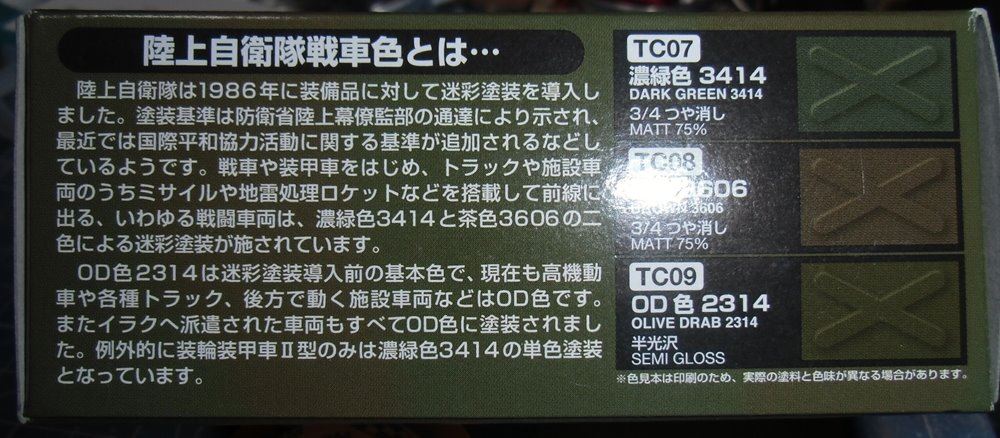 陸上自衛隊戦車色とは…
陸上自衛隊は1986年に装備品に対して迷彩塗装を導入し
ました。塗装基準は防衛省陸上幕僚監部の通達により示され、
最近では国際平和協力活動に関する基準が追加されるなどし
ているようです。戦車や装甲車をはじめ、トラックや施設車
両のうちミサイルや地雷処理ロケットなどを搭載して前線に
出る、いわゆる戦闘車両は、濃緑色3414と茶色3606の二
色による迷彩塗装が施されています。
OD色2314は迷彩塗装導入前の基本色で、現在も高機動
車や各種トラック、後方で動く施設車両などはOD色です。
またイラクへ派遣された車両もすべてOD色に塗装されまし
た。例外的に装輪装甲車Ⅱ型のみは濃緑色3414の単色塗装
となっています。
TC07
濃緑色 3414
DARK GREEN 3414
3/4 つや消し
MATT 75%
TC08
3606
BROWN 3606
3/4 つや消し
MATT 75%
TC09
OD色 2314
OLIVE DRAB 2314
半光沢
SEMI GLOSS
※色見本は印刷のため、実際の塗料と色味が異なる場合があります。